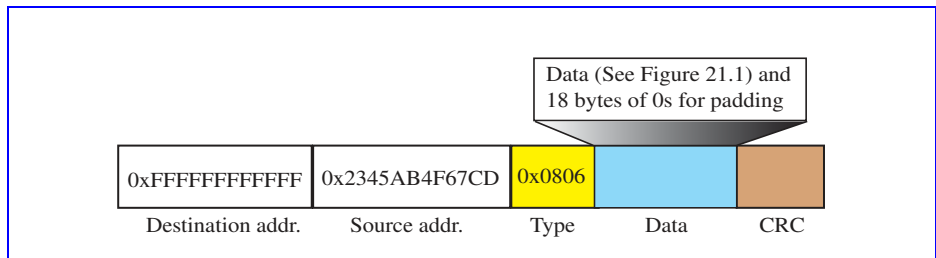 Data (See Figure 21.1) and
18 bytes of 0s for padding
0xFFFFFFFFFFFF 0x2345AB4F67CD 0x0806
Destination addr. Source addr. Type Data CRC